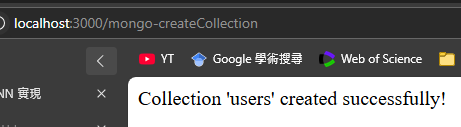 localhost:3000/mongo-createCollection
YT
Google 學術搜尋
Web of Science
NN 實現
Collection 'users' created successfully!